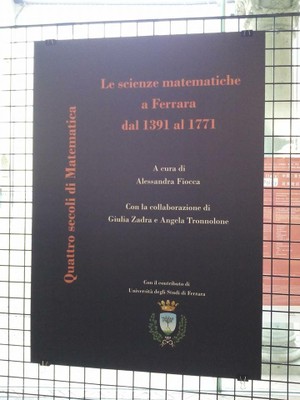 Quattro secoli di Matematica
Le scienze matematiche
a Ferrara
dal 1391 al 1771
A cura di
Alessandra Fiocca
Con la collaborazione di
Giulia Zadra e Angela Tronnolone
Con il contributo di
Università degli Studi di Ferrara